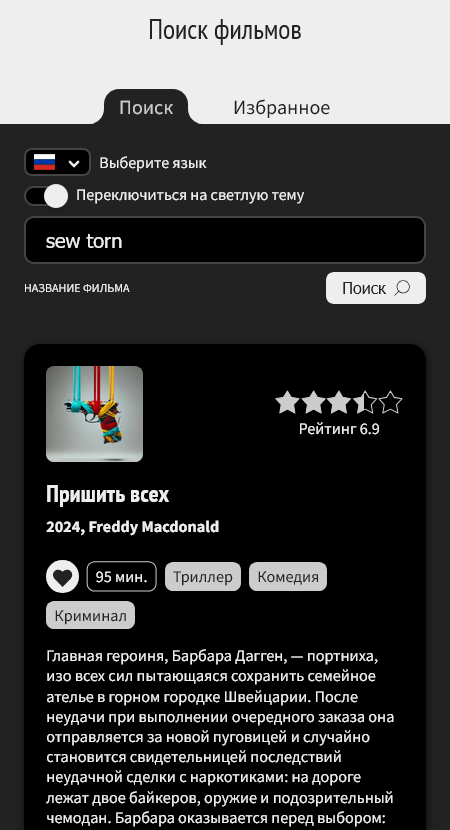 Поиск фильмов
Поиск
Избранное
Выберите язык
Переключиться на светлую тему
sew torn
НАЗВАНИЕ ФИЛЬМА
Поиск
Рейтинг 6.9
Пришить всех
2024, Freddy Macdonald
95 мин.
Триллер
Комедия
Криминал
Главная героиня, Барбара Дагген, — портниха,
изо всех сил пытающаяся сохранить семейное
ателье в горном городке Швейцарии. После
неудачи при выполнении очередного заказа она
отправляется за новой пуговицей и случайно
становится свидетельницей последствий
неудачной сделки с наркотиками: на дороге
лежат двое байкеров, оружие и подозрительный
чемодан. Барбара оказывается перед выбором: